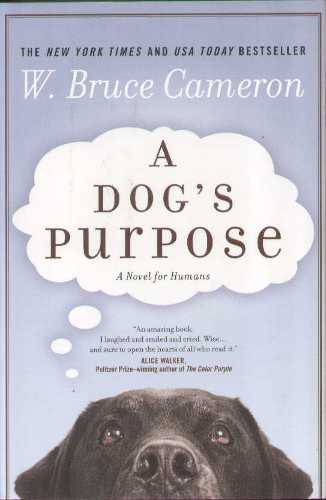 THE NEW YORK TIMES AND USA TODAY BESTSELLER
W. Bruce Cameron
A
DOG'S
PURPOSE
A Novel for Humans
"An amazing book.
I laughed and smiled and cried. Wise...
and sure to open the hearts of all who read it."
ALICE WALKER,
Pulitzer Prize–winning author of The Color Purple